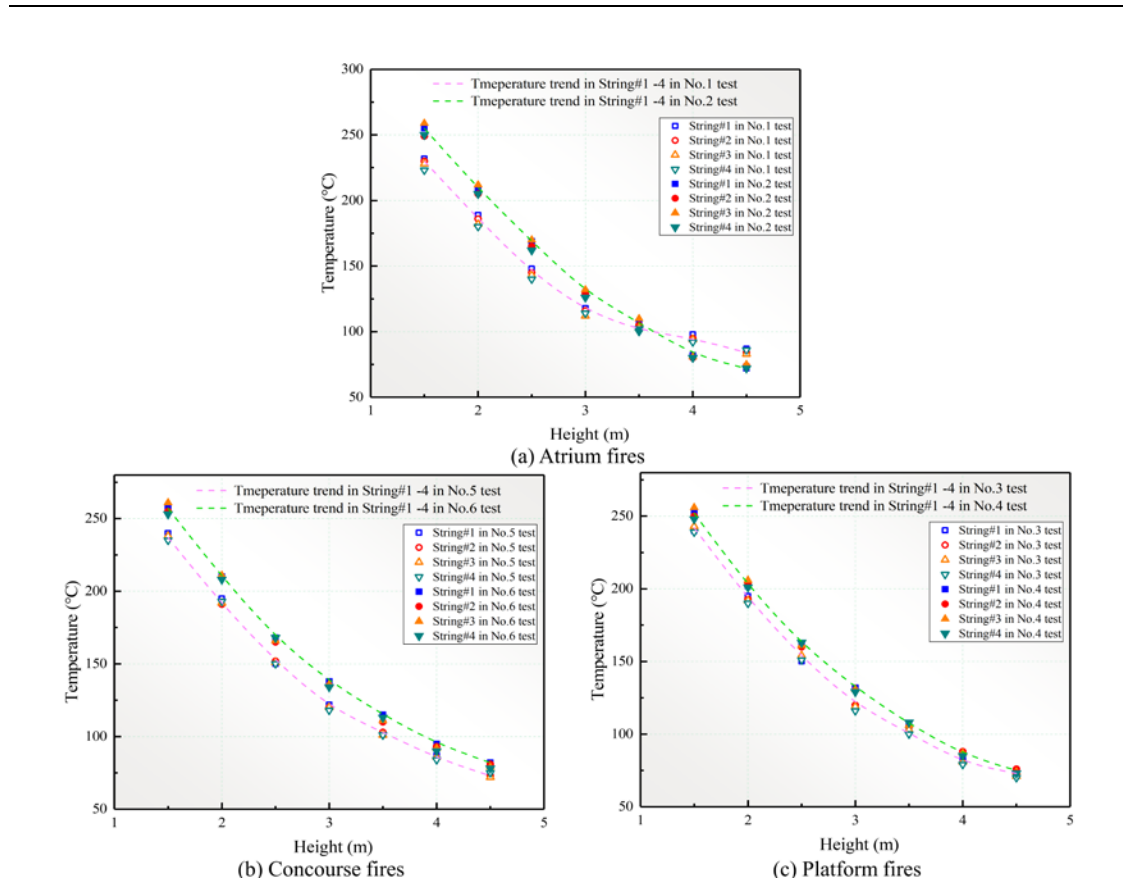 300
Tmeperature trend in String#1 -4 in No.1 test
Tmeperature trend in String#1 -4 in No.2 test
250
String#1 in No.1 test
String#2 in No.1 test
String#3 in No.1 test
String#4 in No.1 test
String#1 in No.2 test
String#2 in No.2 test
String#3 in No.2 test
String#4 in No.2 test
200
150
100
50
Temperature (°C)
1 2 3 4 5
Height (m)
(a) Atrium fires
Tmeperature trend in String#1 -4 in No.5 test
Tmeperature trend in String#1 -4 in No.6 test
250
String#1 in No.5 test
String#2 in No.5 test
String#3 in No.5 test
String#4 in No.5 test
String#1 in No.6 test
String#2 in No.6 test
String#3 in No.6 test
String#4 in No.6 test
200
150
100
50
Temperature (°C)
1 2 3 4 5
Height (m)
(b) Concourse fires
Tmeperature trend in String#1 -4 in No.3 test
Tmeperature trend in String#1 -4 in No.4 test
250
String#1 in No.3 test
String#2 in No.3 test
String#3 in No.3 test
String#4 in No.3 test
String#1 in No.4 test
String#2 in No.4 test
String#3 in No.4 test
String#4 in No.4 test
200
150
100
50
Temperature (°C)
1 2 3 4 5
Height (m)
(c) Platform fires